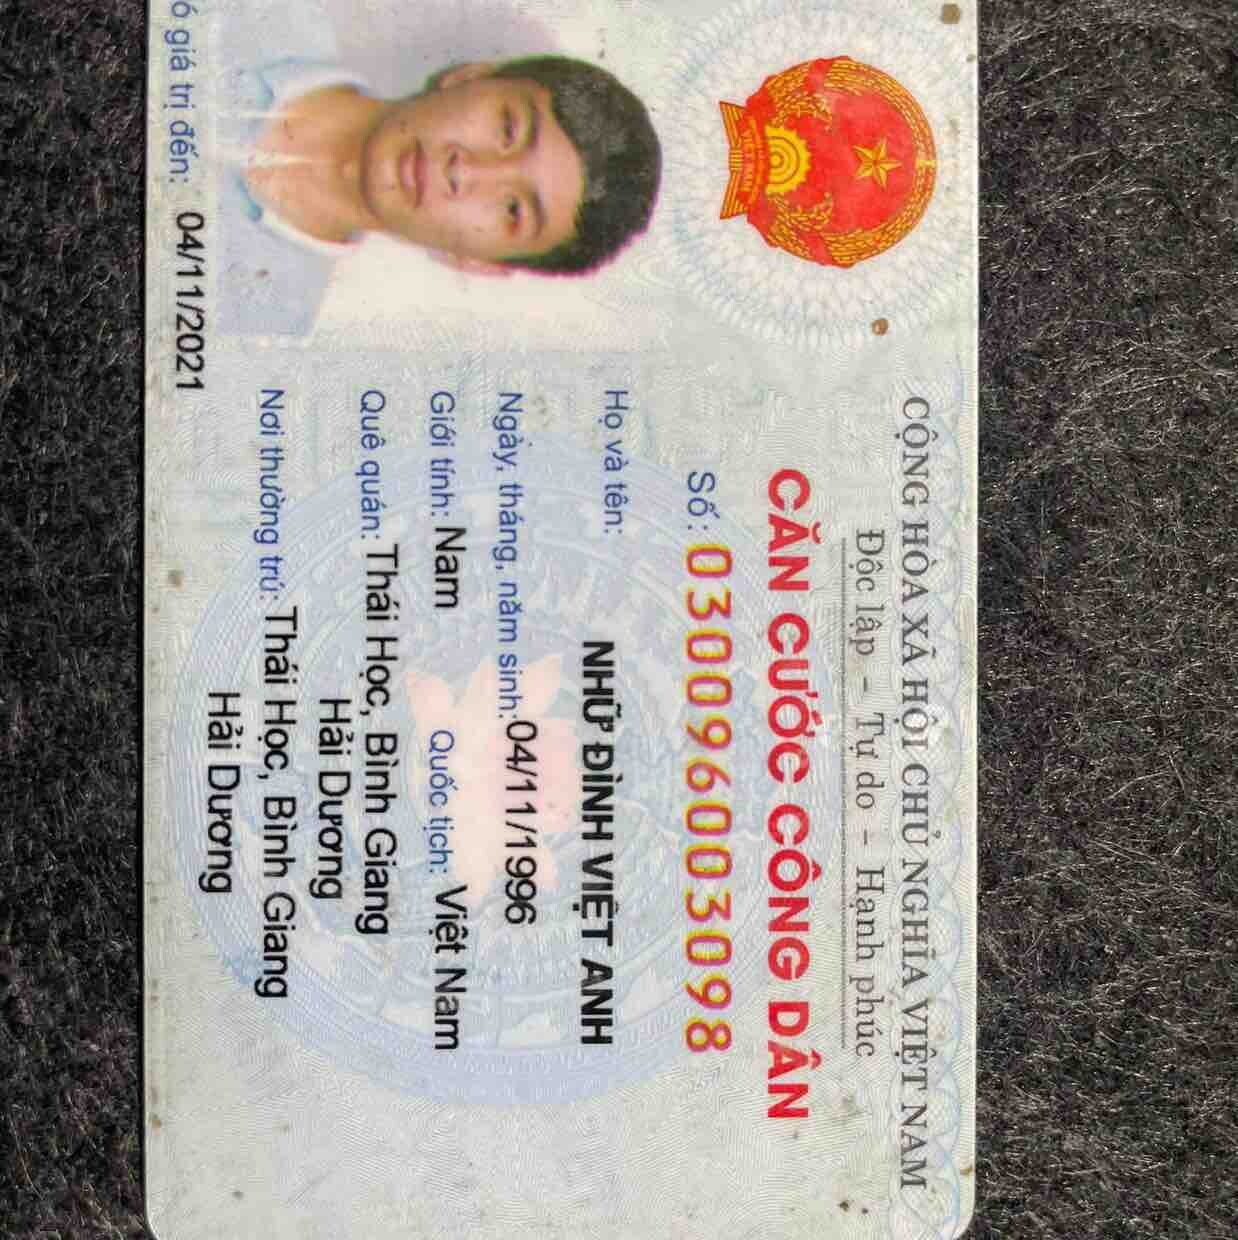 CỘNG HÒA XÃ HỘI CHỦ NGHĨA VIỆT NAM
Độc lập - Tự do - Hạnh phúc
CĂN CƯỚC CÔNG DÂN
Số: 030096003098
Họ và tên:
NHỮ ĐÌNH VIỆT ANH
Ngày, tháng, năm sinh: 04/11/1996
Giới tính: Nam Quốc tịch: Việt Nam
Quê quán: Thái Học, Bình Giang
Hải Dương
Nơi thường trú: Thái Học, Bình Giang
Hải Dương
giá trị đến: 04/11/2021